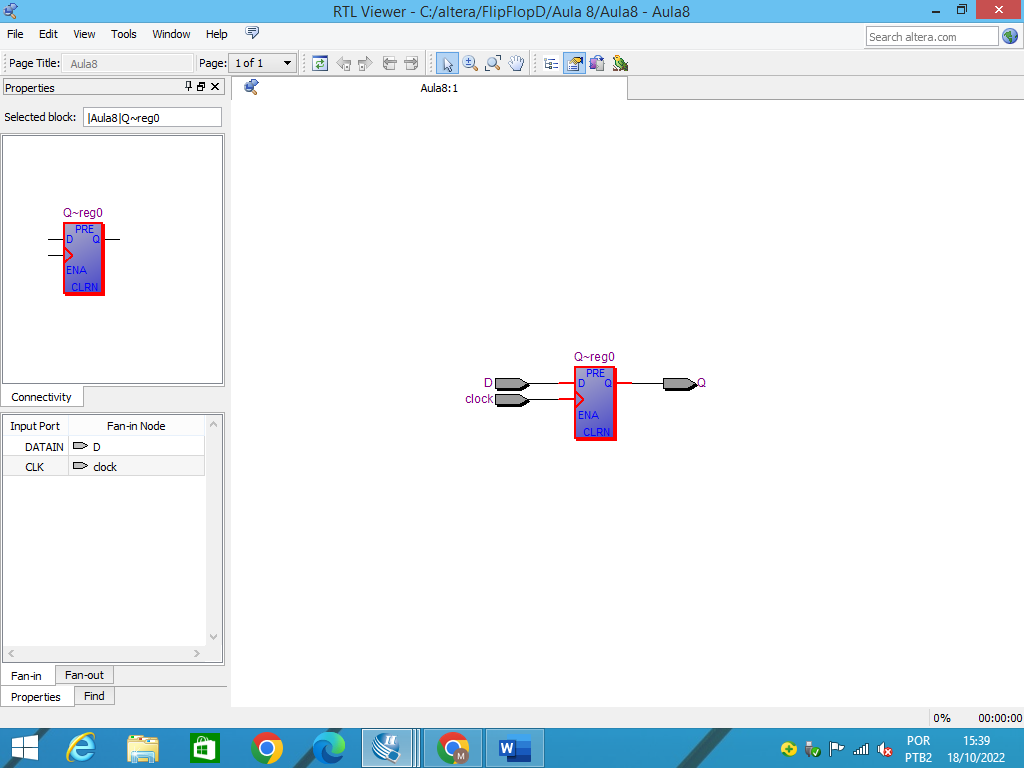 RTL Viewer - C:/altera/FlipFlopD/Aula 8/Aula8 - Aula8
File Edit View Tools Window Help
Search altera.com
Page Title: Aula8 Page: 1 of 1
Properties
Aula8:1
Selected block: |Aula8|Q~reg0
Q~reg0
PRE
D Q
ENA
CLRN
Q~reg0
PRE
D D Q Q
clock
ENA
CLRN
Connectivity
Input Port Fan-in Node
DATAIN D
CLK clock
Fan-in Fan-out
Properties Find
0% 00:00:00
M
W
POR 15:39
PTB2 18/10/2022